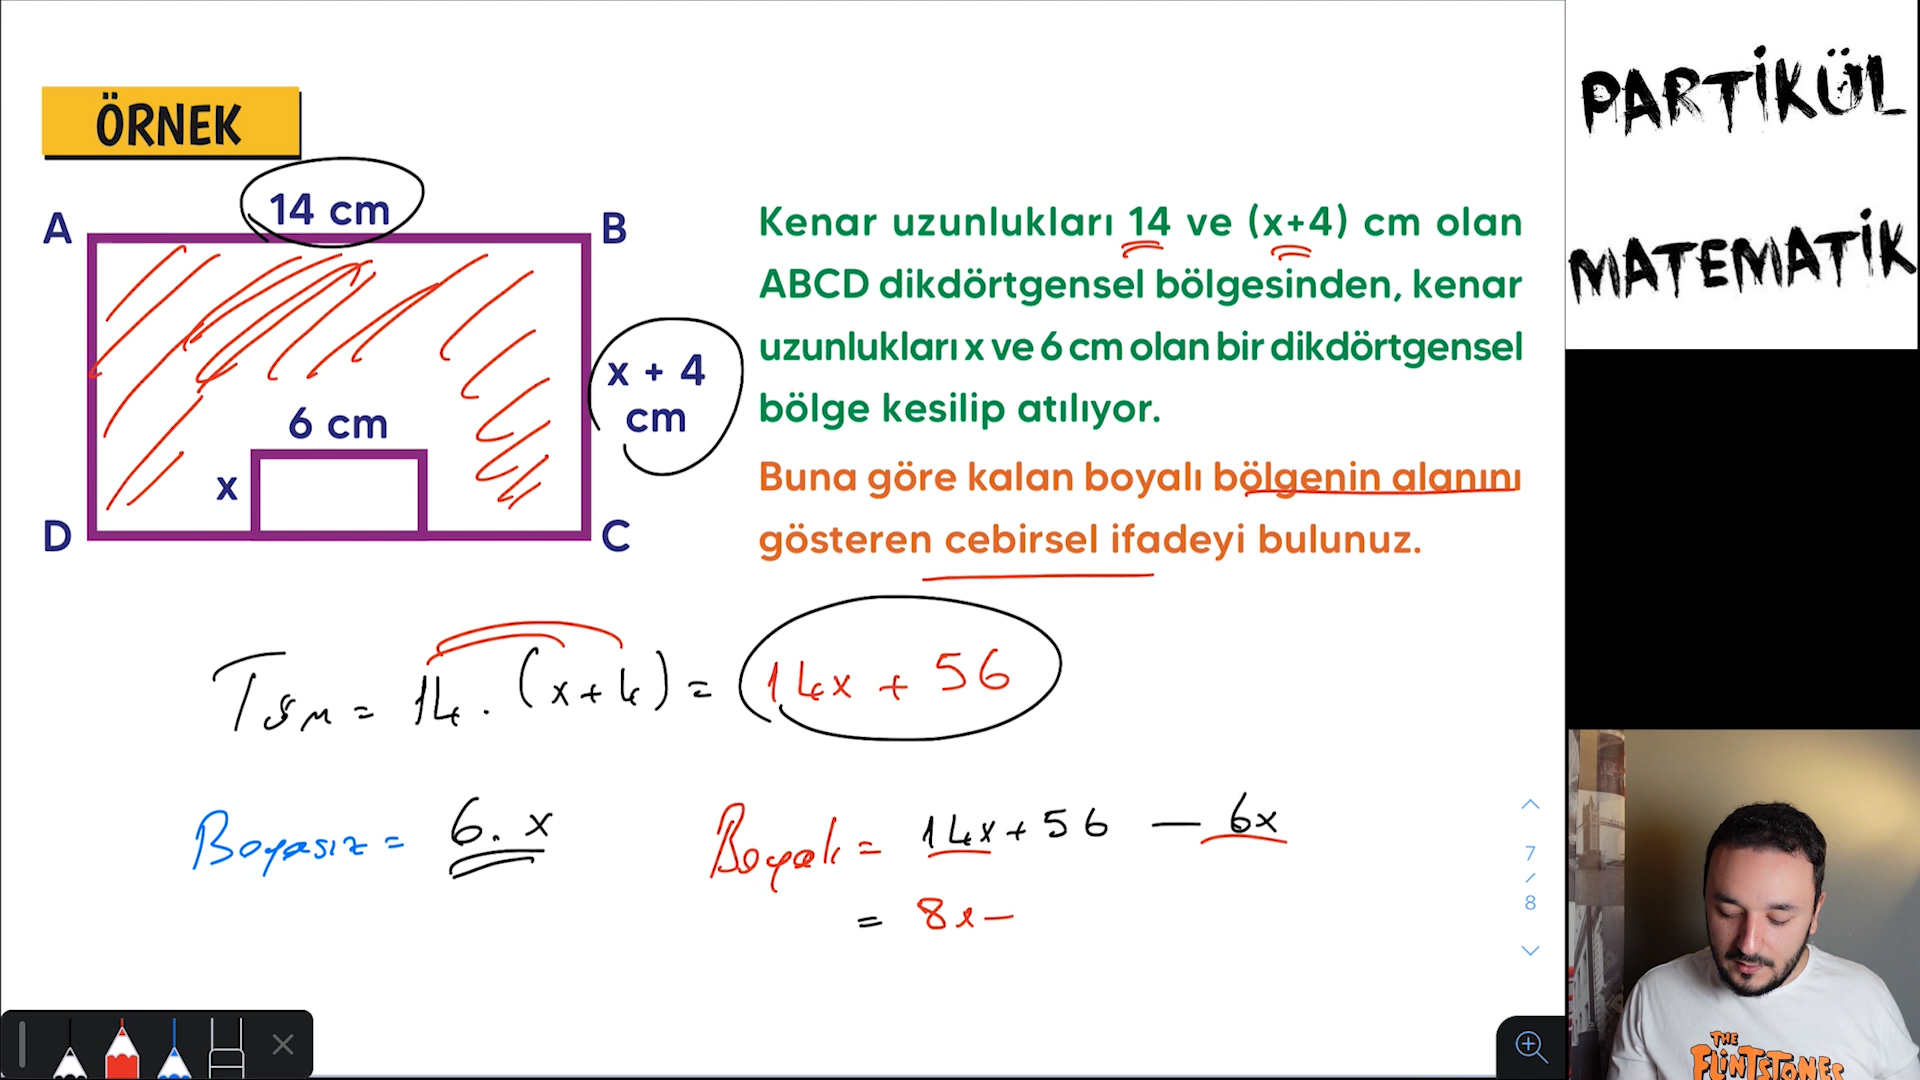 ÖRNEK
14 cm
A
B
x + 4
cm
6 cm
x
D
C
Kenar uzunlukları 14 ve (x+4) cm olan
ABCD dikdörtgensel bölgesinden, kenar
uzunlukları x ve 6 cm olan bir dikdörtgensel
bölge kesilip atılıyor.
Buna göre kalan boyalı bölgenin alanını
gösteren cebirsel ifadeyi bulunuz.
Tüm = 14 . (x+4) = 14x + 56
Boyasız = 6 . x
Boyalı = 14x + 56 — 6x
= 8x –
PARTİKÜL
MATEMATİK
7
/
8
THE
FLINTSTONES